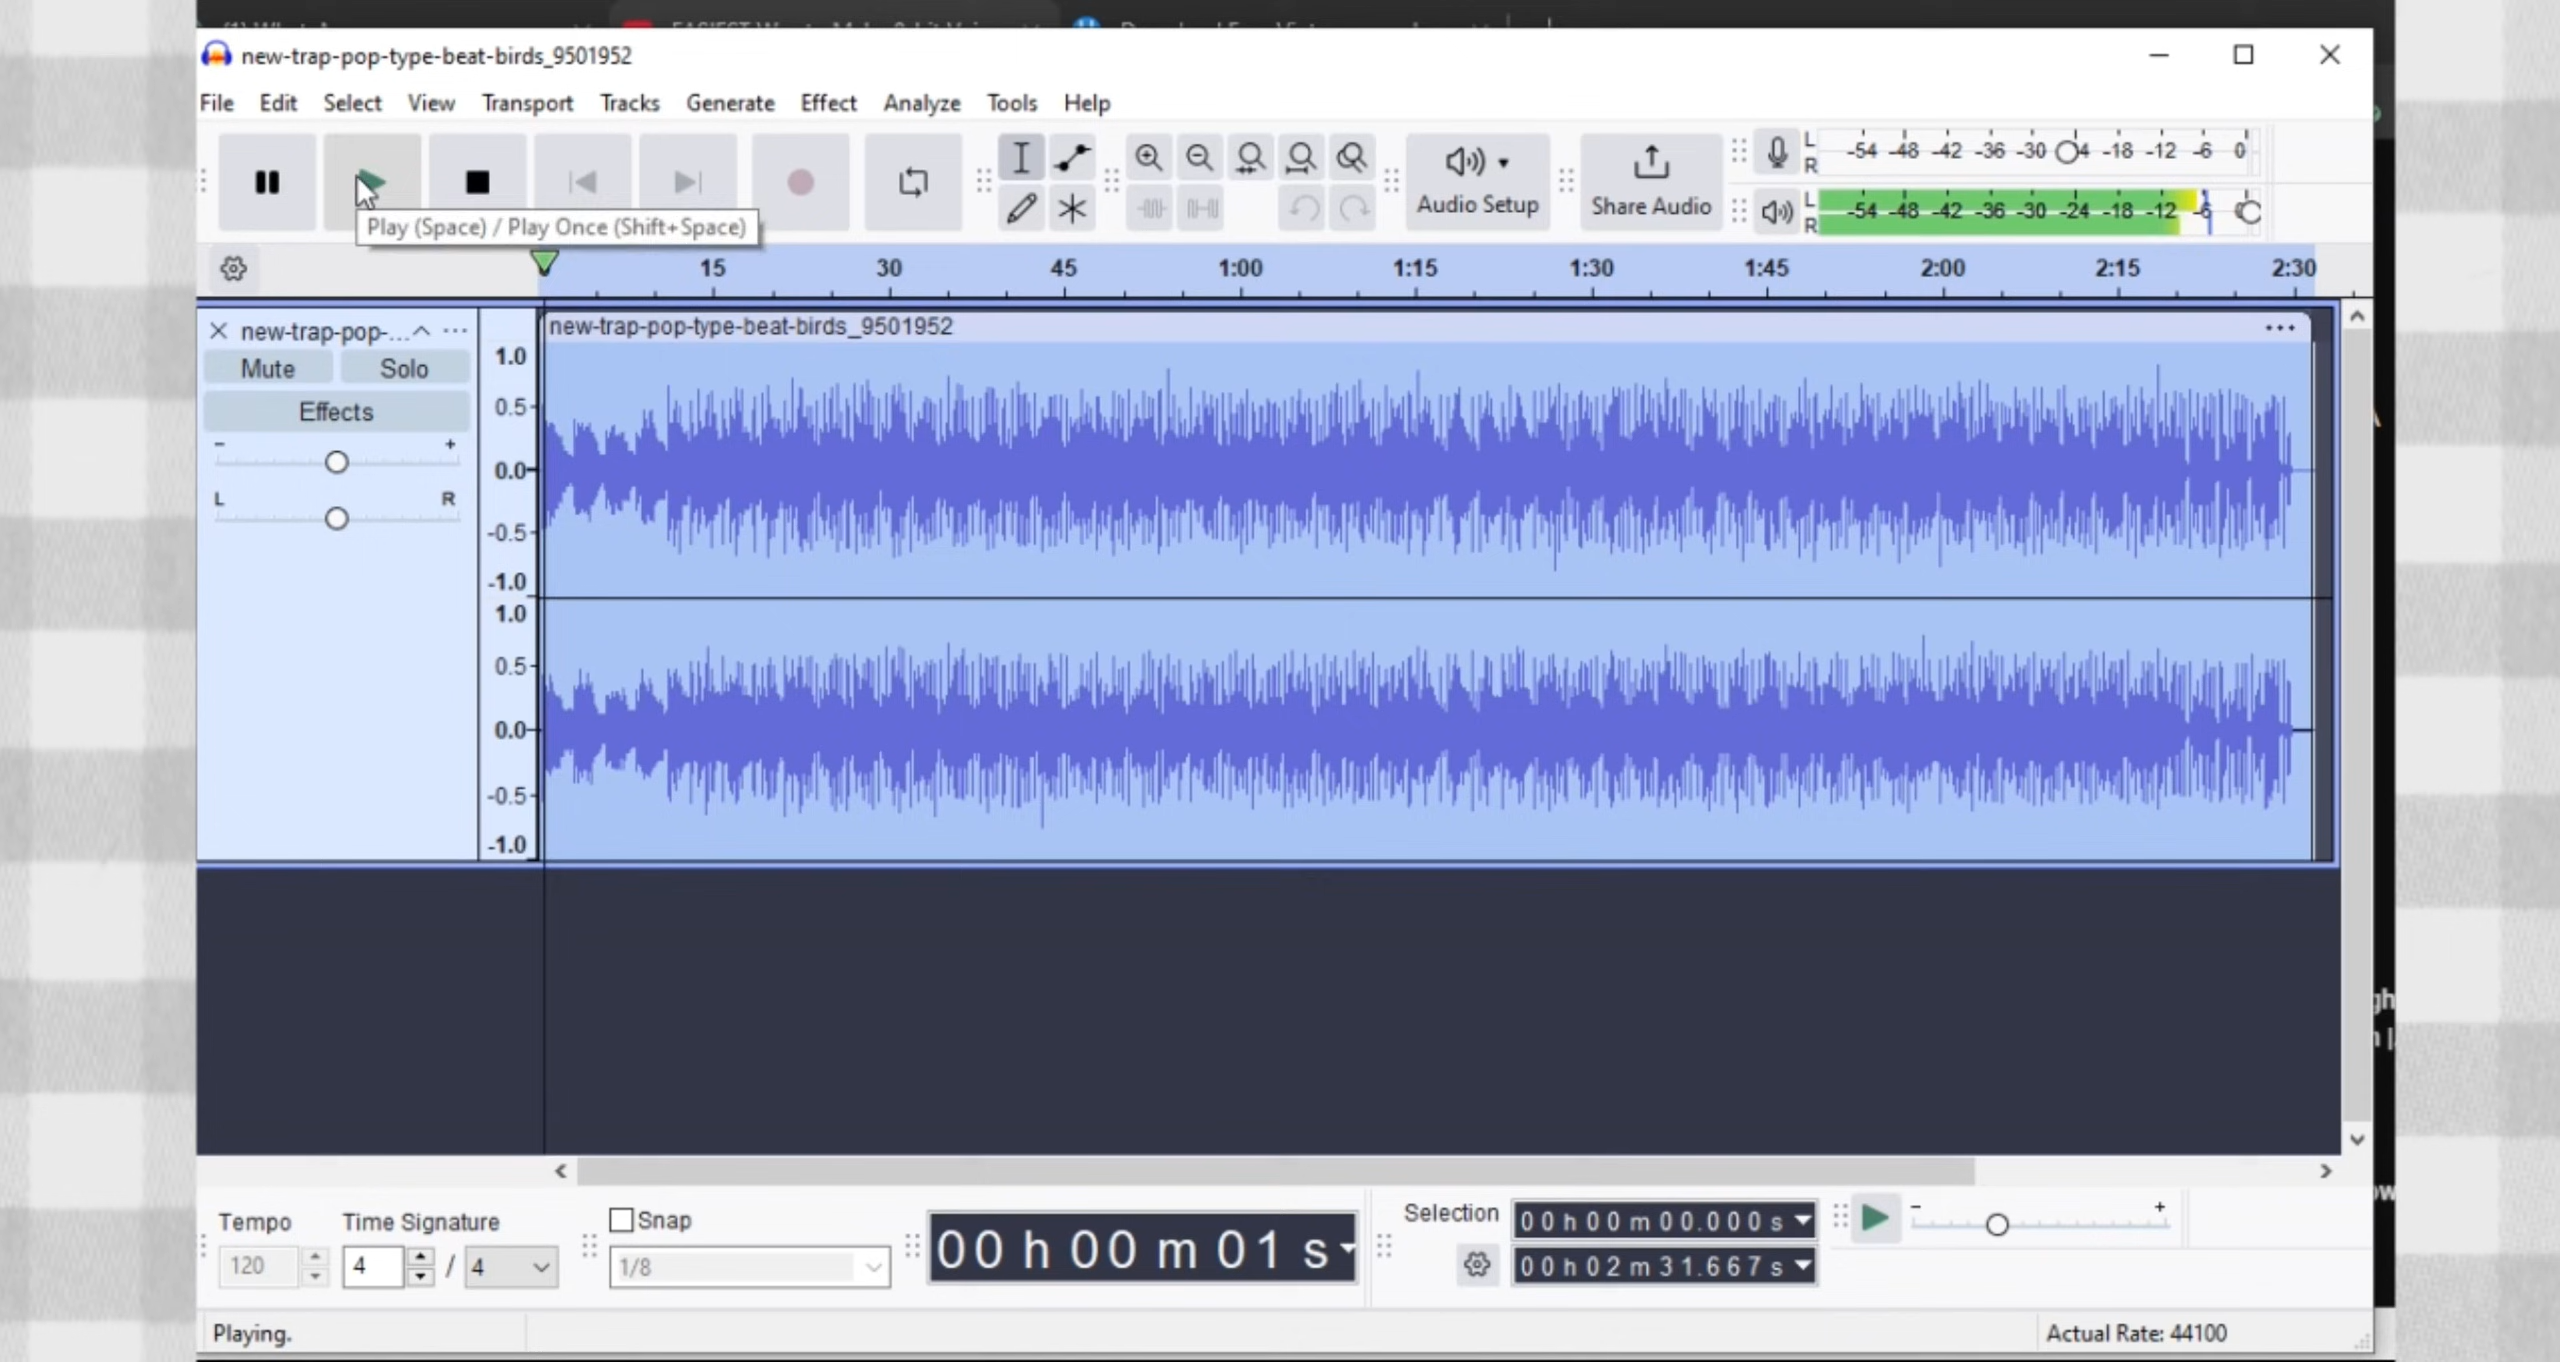 new-trap-pop-type-beat-birds_9501952
File Edit Select View Transport Tracks Generate Effect Analyze Tools Help
Audio Setup
Share Audio
L
R
-54 -48 -42 -36 -30 4 -18 -12 -6 0
L
R
-54 -48 -42 -36 -30 -24 -18 -12 -6
Play (Space) / Play Once (Shift+Space)
15 30 45 1:00 1:15 1:30 1:45 2:00 2:15 2:30
new-trap-pop-...
Mute Solo
Effects
- +
L R
new-trap-pop-type-beat-birds_9501952
1.0
0.5
0.0
-0.5
-1.0
1.0
0.5
0.0
-0.5
-1.0
Tempo
120
Time Signature
4 / 4
Snap
1/8
00 h 00 m 01 s
Selection
00 h 00 m 00.000 s
00 h 02 m 31.667 s
- +
Playing.
Actual Rate: 44100